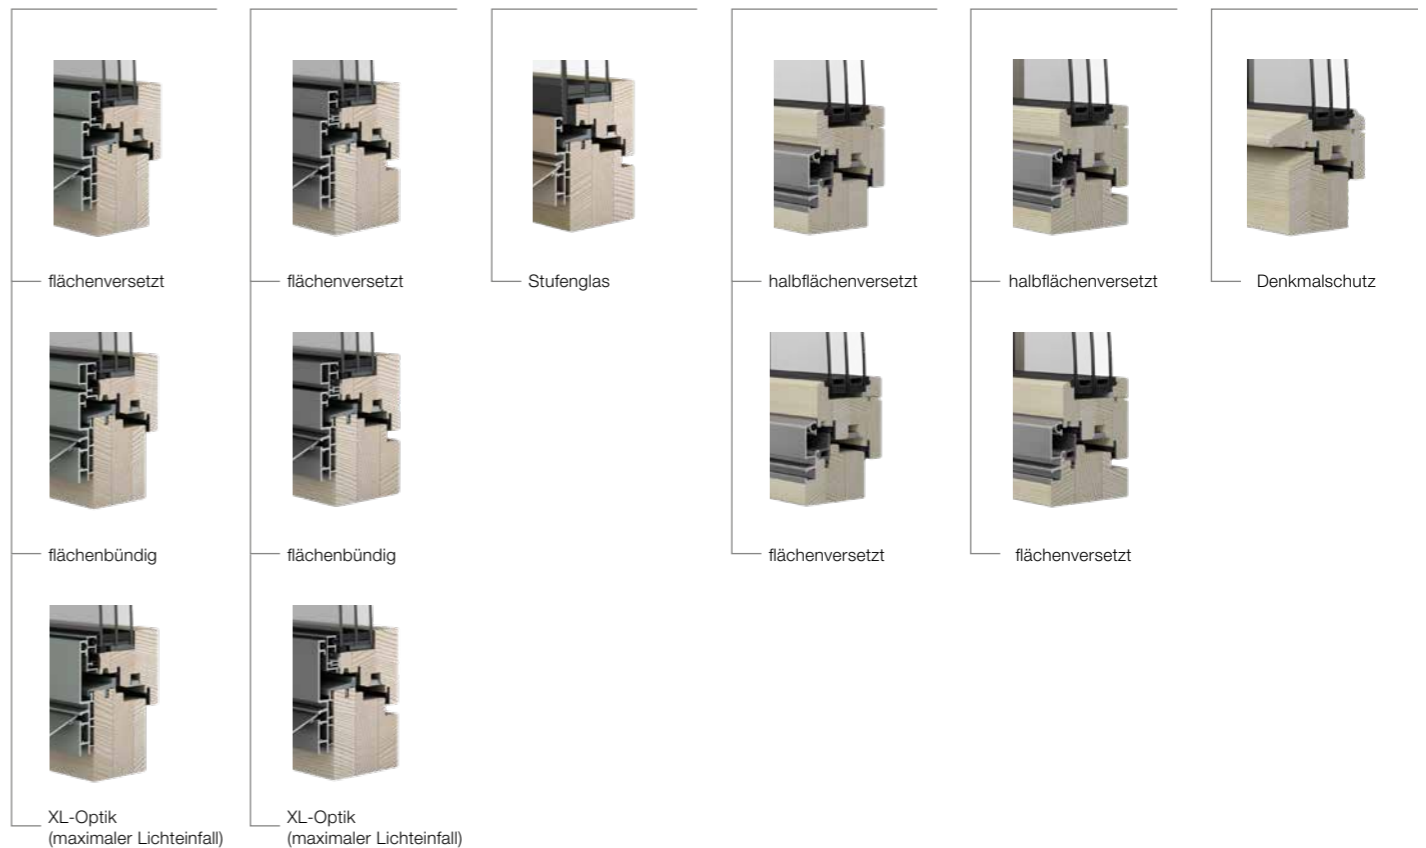 flächenversetzt
flächenversetzt
Stufenglas
halbflächenversetzt
halbflächenversetzt
Denkmalschutz
flächenbündig
flächenbündig
flächenversetzt
flächenversetzt
XL-Optik
(maximaler Lichteinfall)
XL-Optik
(maximaler Lichteinfall)